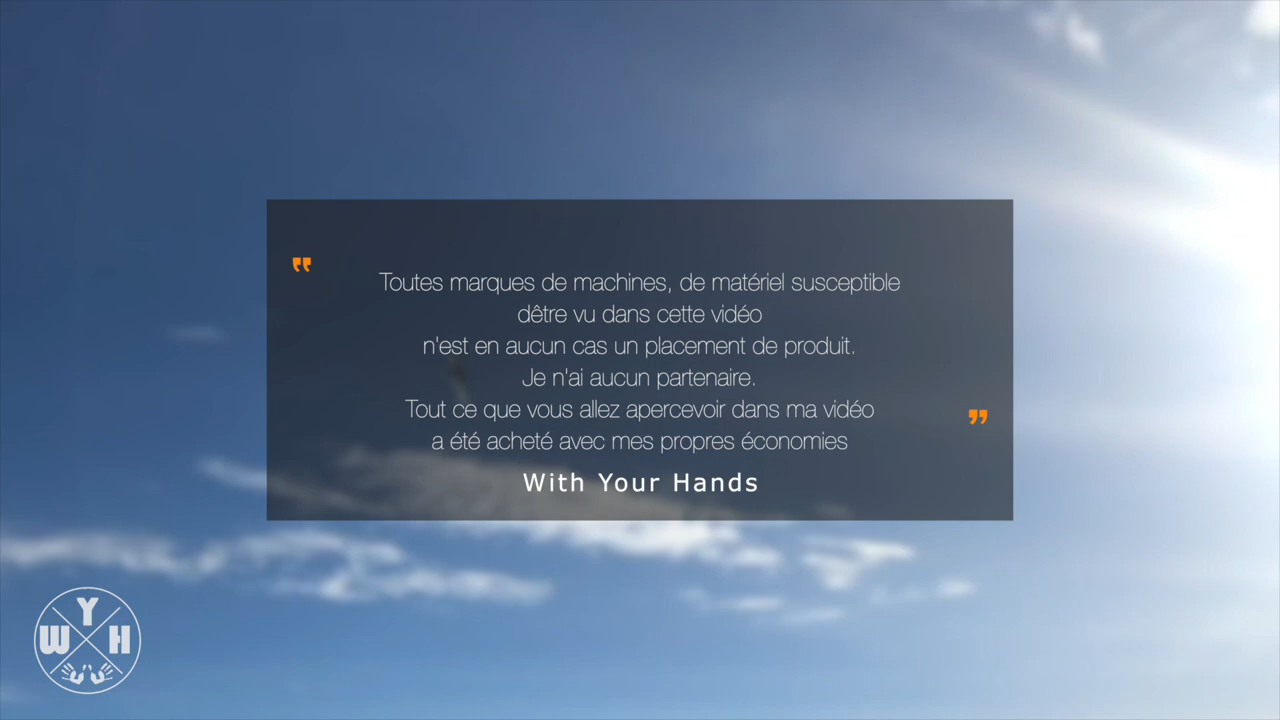 "
Toutes marques de machines, de matériel susceptible
dêtre vu dans cette vidéo
n'est en aucun cas un placement de produit.
Je n'ai aucun partenaire.
Tout ce que vous allez apercevoir dans ma vidéo
"
a été acheté avec mes propres économies
With Your Hands
Y
W H